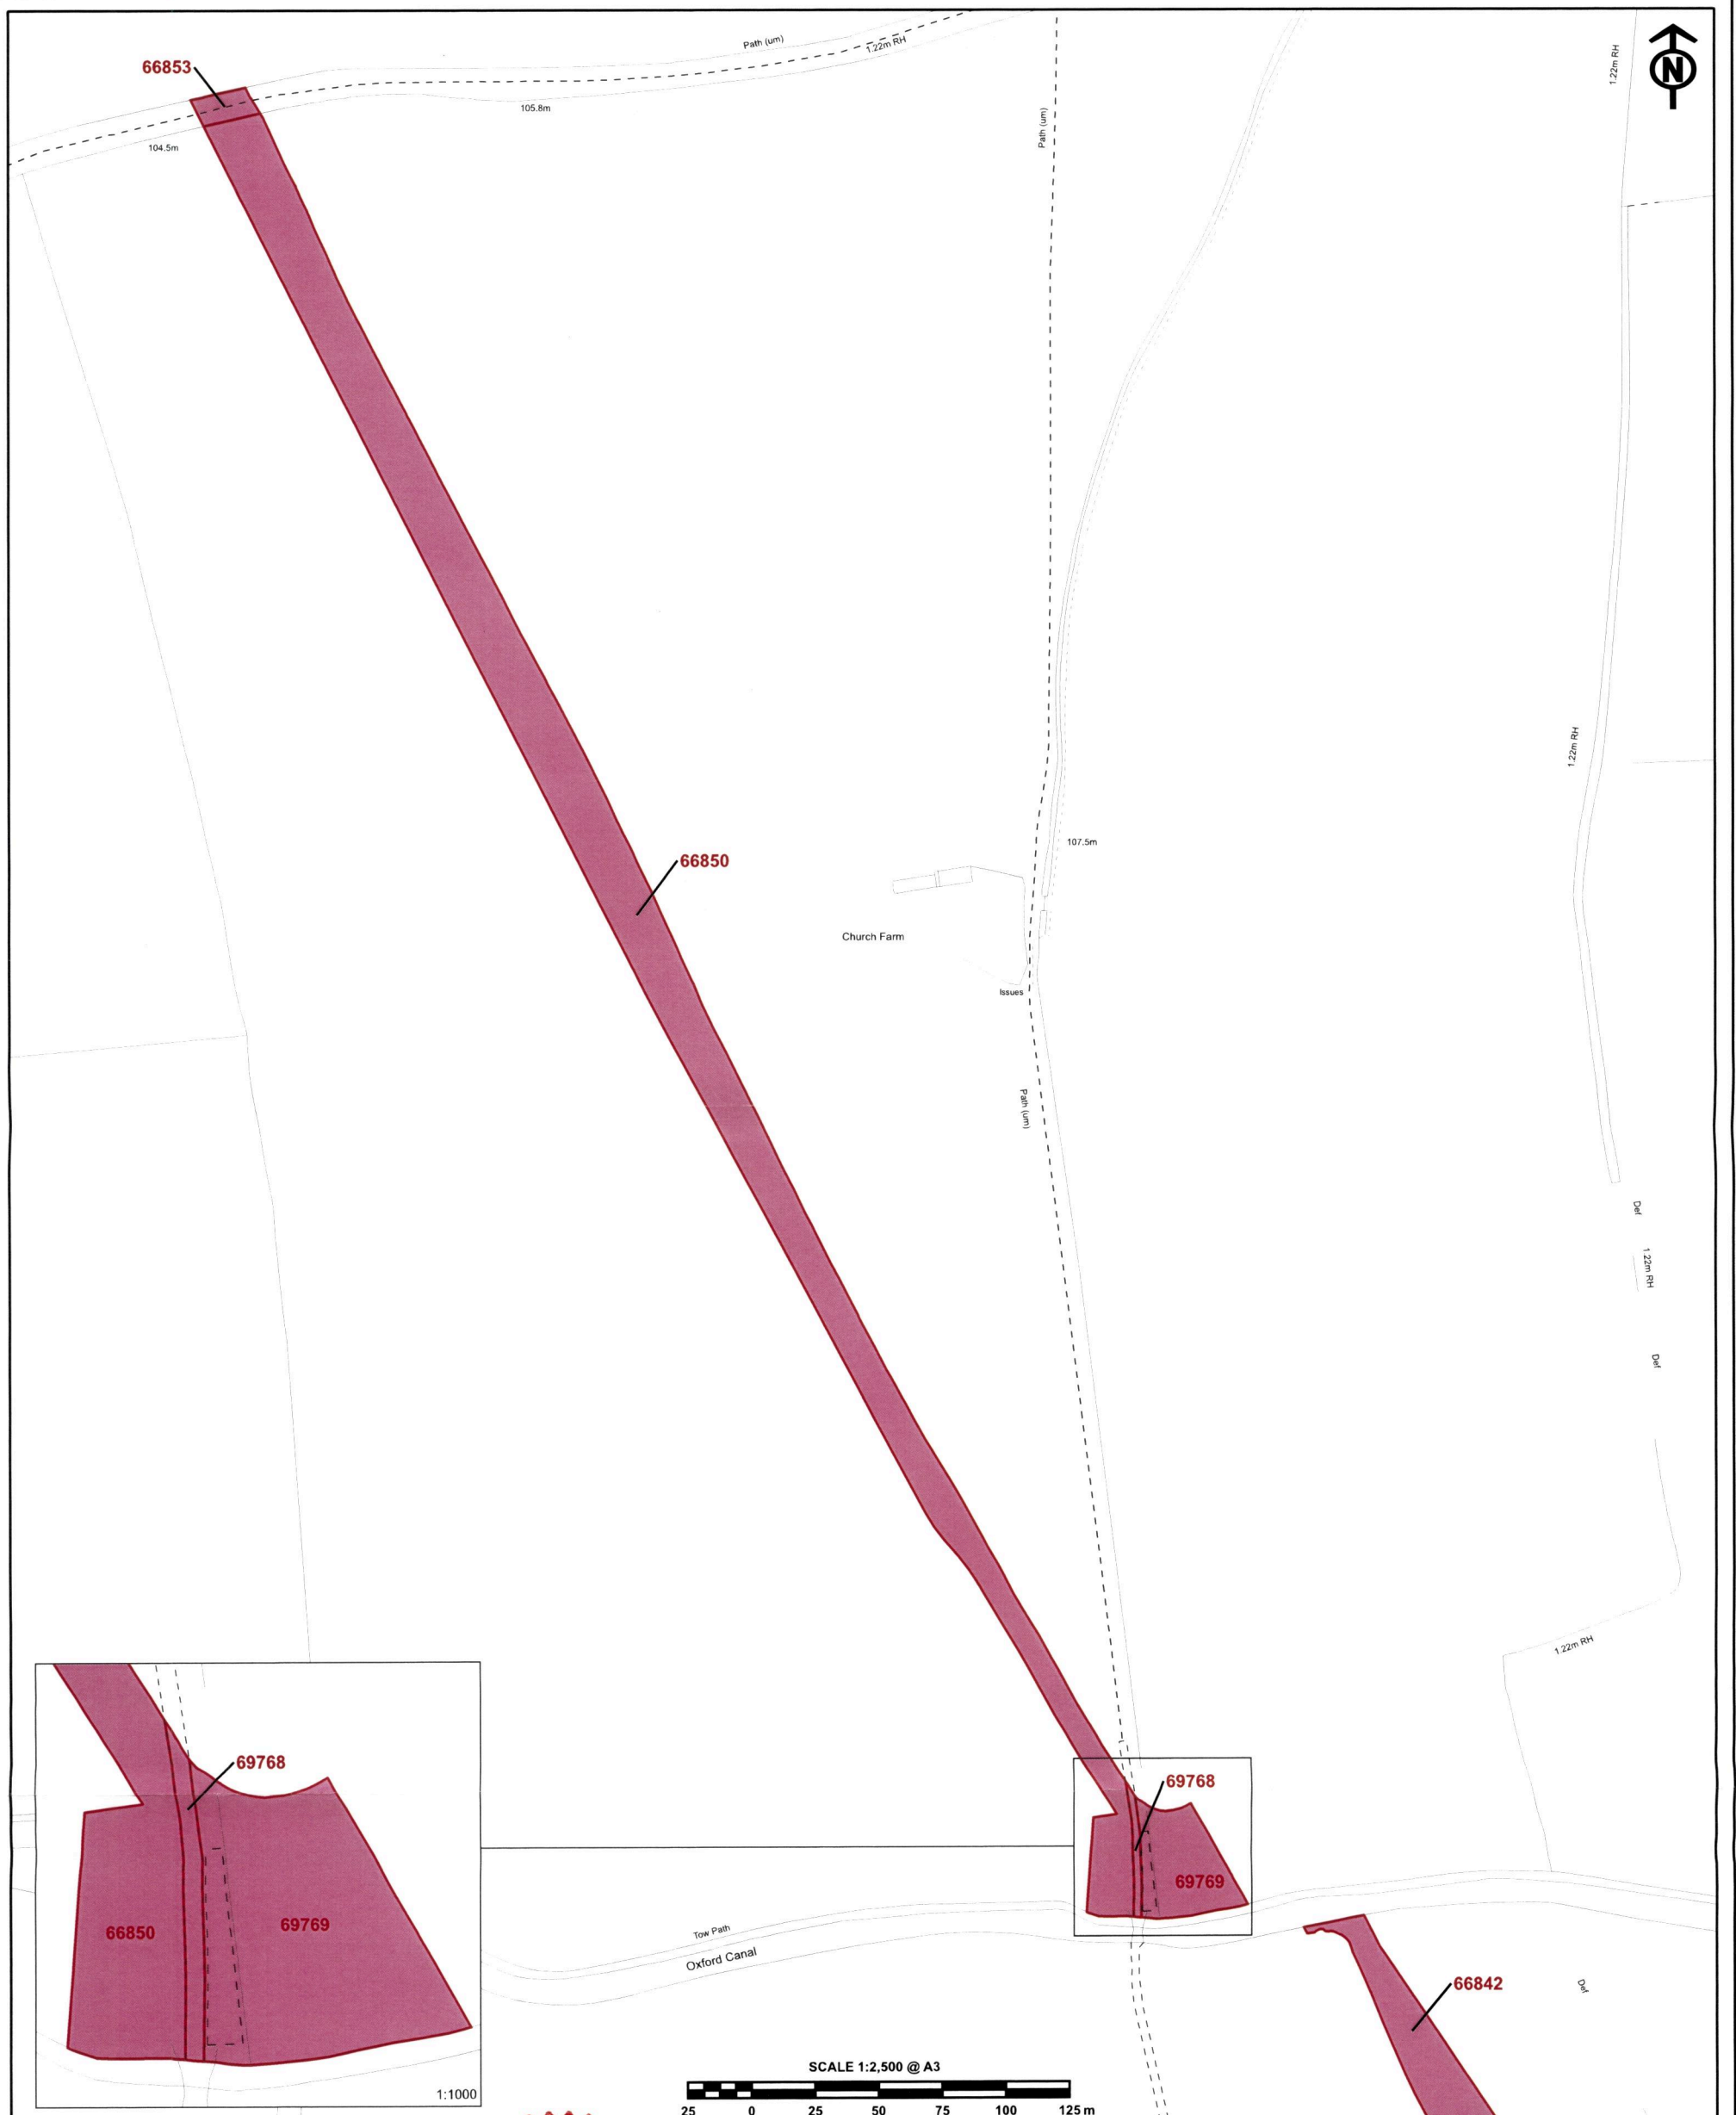 Path (um)
1.22m RH
N
1.22m RH
66853
105.8m
Path (um)
104.5m
1.22m RH
107.5m
66850
Church Farm
Issues
Path (um)
Def
1.22m RH
Def
1.22m RH
69768
69768
69769
66850
69769
Tow Path
Oxford Canal
66842
Def
SCALE 1:2,500 @ A3
1:1000
25 0 25 50 75 100 125 m